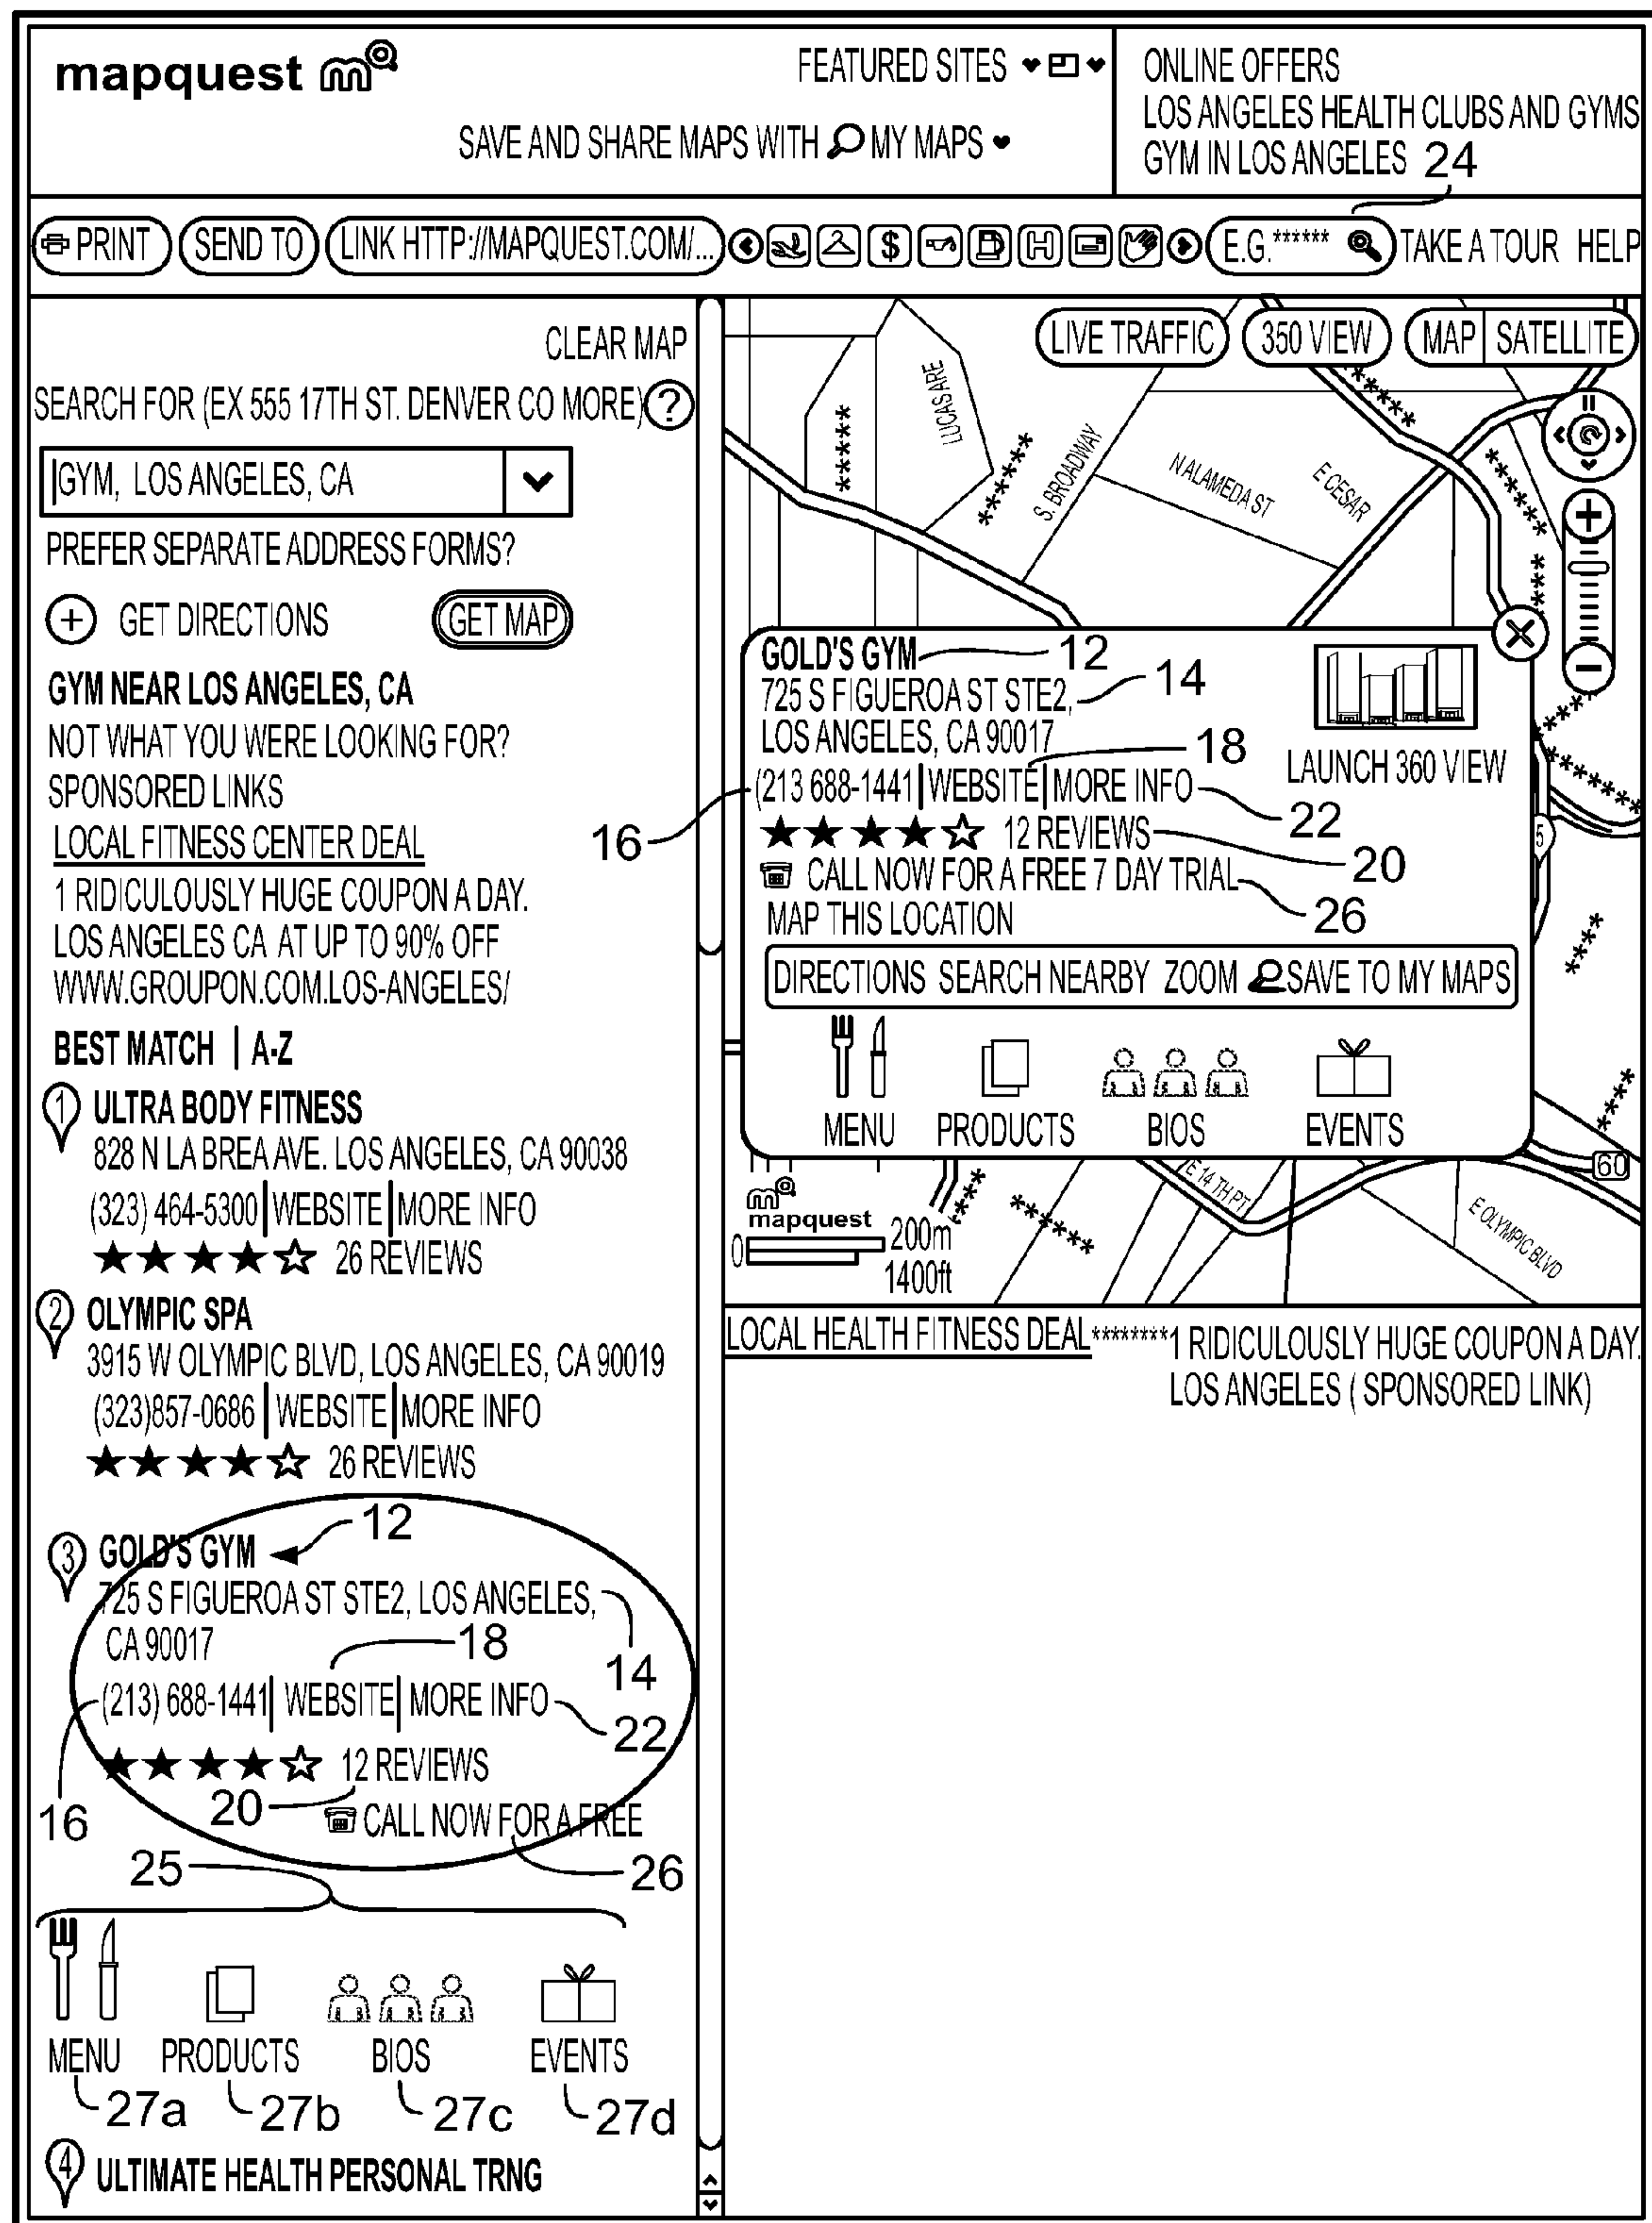 mapquest
FEATURED SITES
SAVE AND SHARE MAPS WITH MY MAPS
ONLINE OFFERS
LOS ANGELES HEALTH CLUBS AND GYMS
GYM IN LOS ANGELES 24
PRINT SEND TO LINK HTTP://MAPQUEST.COM/... $ H E.G.****** TAKE A TOUR HELP
CLEAR MAP
SEARCH FOR (EX 555 17TH ST. DENVER CO MORE) ?
GYM, LOS ANGELES, CA
PREFER SEPARATE ADDRESS FORMS?
+ GET DIRECTIONS GET MAP
GYM NEAR LOS ANGELES, CA
NOT WHAT YOU WERE LOOKING FOR?
SPONSORED LINKS
LOCAL FITNESS CENTER DEAL
1 RIDICULOUSLY HUGE COUPON A DAY.
LOS ANGELES CA AT UP TO 90% OFF
WWW.GROUPON.COM.LOS-ANGELES/
BEST MATCH | A-Z
1 ULTRA BODY FITNESS
828 N LA BREA AVE. LOS ANGELES, CA 90038
(323) 464-5300 | WEBSITE | MORE INFO
★★★★☆ 26 REVIEWS
2 OLYMPIC SPA
3915 W OLYMPIC BLVD, LOS ANGELES, CA 90019
(323)857-0686 | WEBSITE | MORE INFO
★★★★☆ 26 REVIEWS
12
3 GOLD'S GYM
725 S FIGUEROA ST STE2, LOS ANGELES,
CA 90017
18
14
(213) 688-1441 | WEBSITE | MORE INFO
22
★★★★☆ 12 REVIEWS
16
20
CALL NOW FOR A FREE
25
26
MENU PRODUCTS BIOS EVENTS
27a 27b 27c 27d
4 ULTIMATE HEALTH PERSONAL TRNG
LIVE TRAFFIC 350 VIEW MAP | SATELLITE
LUCAS ARE
******
******
S. BROADWAY
N ALAMEDA ST
E CESAR
******
******
****
+
−
GOLD'S GYM 12
725 S FIGUEROA ST STE2, 14
LOS ANGELES, CA 90017
18
(213 688-1441 | WEBSITE | MORE INFO
LAUNCH 360 VIEW
16
22
★★★★☆ 12 REVIEWS
20
CALL NOW FOR A FREE 7 DAY TRIAL
26
MAP THIS LOCATION
DIRECTIONS SEARCH NEARBY ZOOM SAVE TO MY MAPS
MENU PRODUCTS BIOS EVENTS
****
******
5
****
****
60
mapquest
0 200m
1400ft
****
******
E 14 TH PT
E OLYMPIC BLVD
LOCAL HEALTH FITNESS DEAL********1 RIDICULOUSLY HUGE COUPON A DAY.
LOS ANGELES ( SPONSORED LINK)